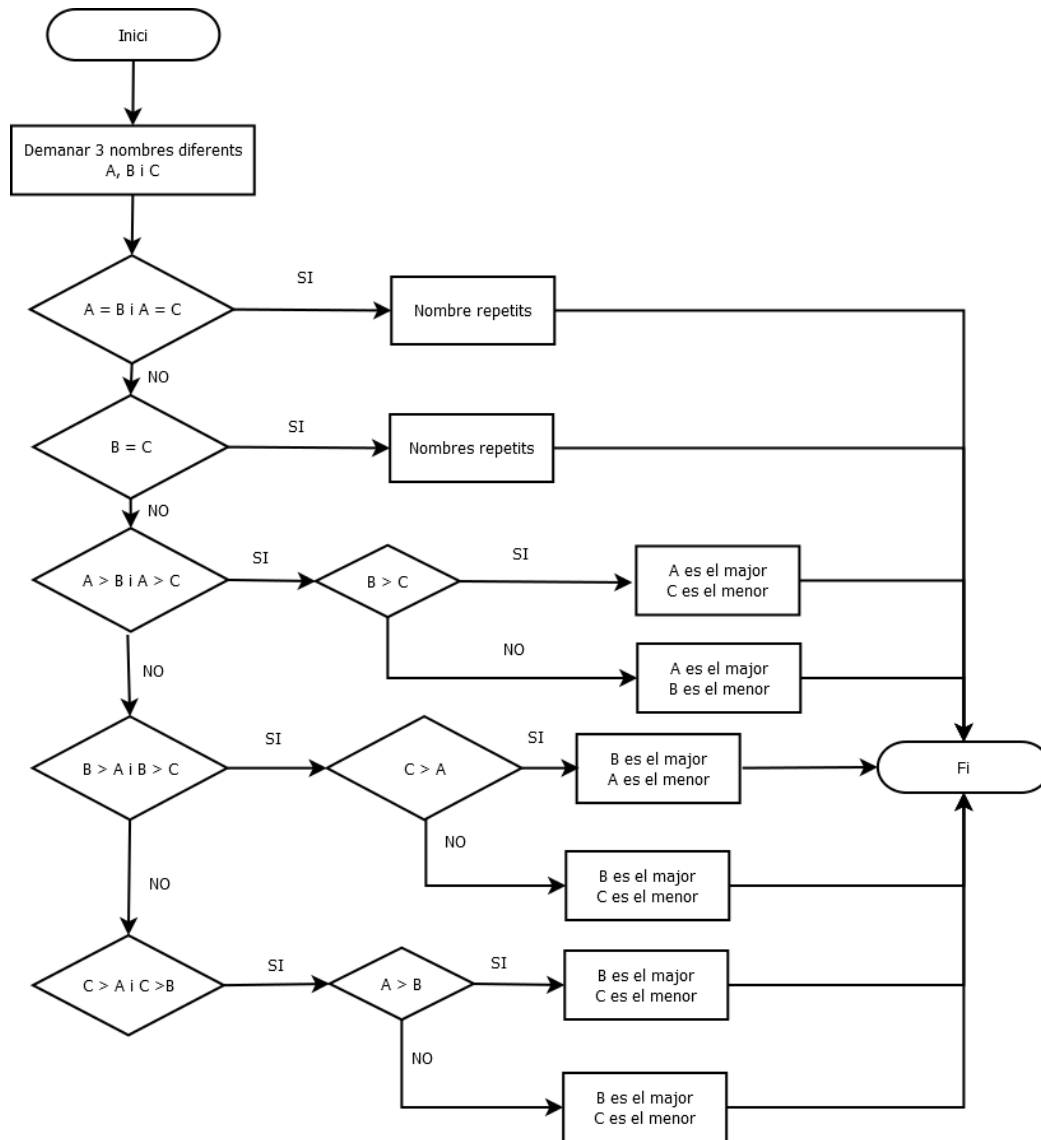 Inici
Demanar 3 nombres diferents
A, B i C
A = B i A = C
SI
Nombre repetits
NO
B = C
SI
Nombres repetits
NO
A > B i A > C
SI
B > C
SI
A es el major
C es el menor
NO
A es el major
B es el menor
NO
B > A i B > C
SI
C > A
SI
B es el major
A es el menor
Fi
NO
B es el major
C es el menor
NO
C > A i C >B
SI
A > B
SI
B es el major
C es el menor
NO
B es el major
C es el menor